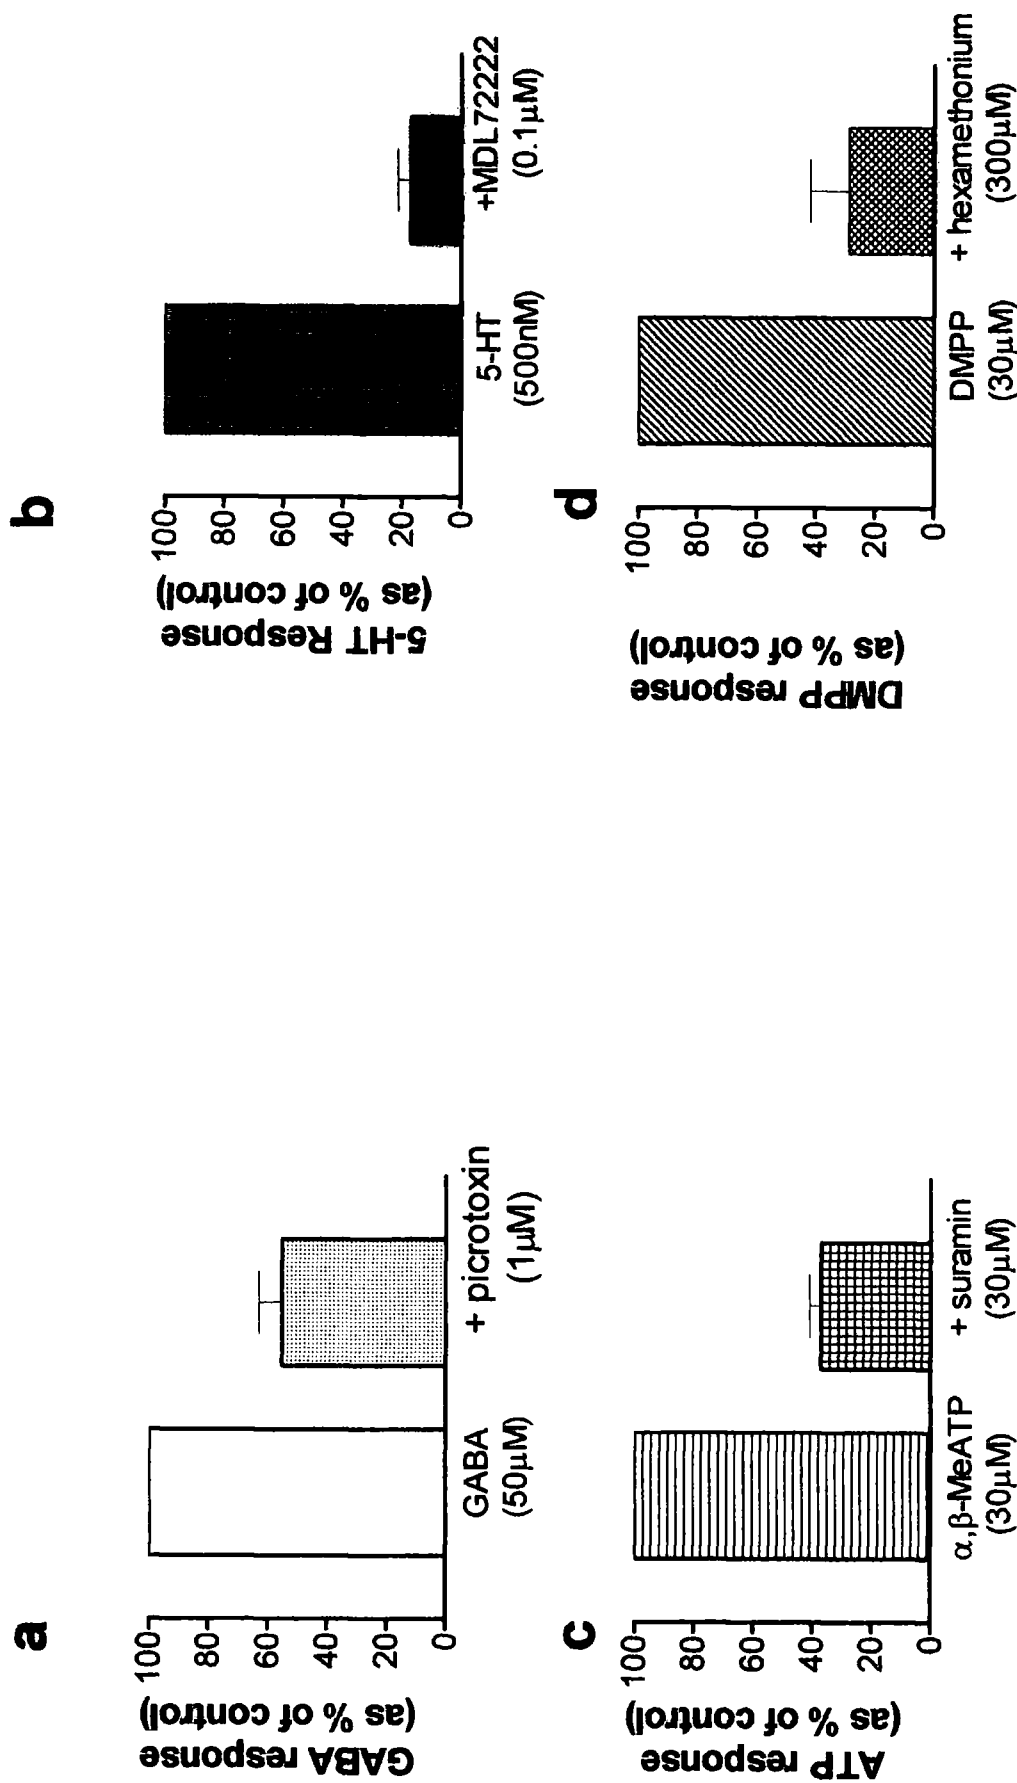 a
GABA response
(as % of control)
100
80
60
40
20
0
GABA
(50μM)
+ picrotoxin
(1μM)
b
5-HT Response
(as % of control)
100
80
60
40
20
0
5-HT
(500nM)
+MDL72222
(0.1μM)
c
ATP response
(as % of control)
100
80
60
40
20
0
α,β-MeATP
(30μM)
+ suramin
(30μM)
d
DMPP response
(as % of control)
100
80
60
40
20
0
DMPP
(30μM)
+ hexamethonium
(300μM)